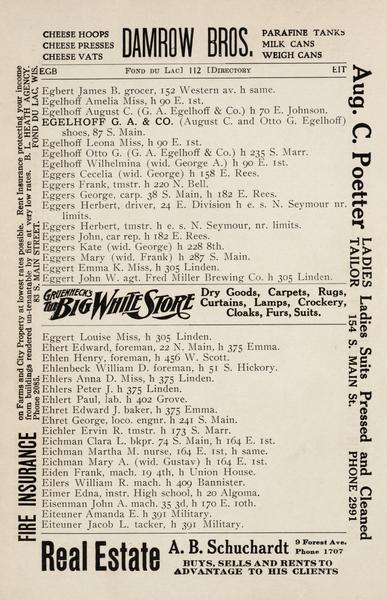 CHEESE HOOPS
CHEESE PRESSES
CHEESE VATS
DAMROW BROS.
PARAFINE TANKS
MILK CANS
WEIGH CANS
EGB Fond du Lac] 112 [Directory EIT
Egbert James B. grocer, 152 Western av. h same.
Egelhoff Amelia Miss, h 90 E. 1st.
Egelhoff August C. (G. A. Egelhoff & Co.) h 70 E. Johnson.
EGELHOFF G. A. & CO. (August C. and Otto G. Egelhoff)
shoes, 87 S. Main.
Egelhoff Leona Miss, h 90 E. 1st.
Egelhoff Otto G. (G. A. Egelhoff & Co.) h 235 S. Marr.
Egelhoff Wilhelmina (wid. George A.) h 90 E. 1st.
Eggers Cecelia (wid. George) h 158 E. Rees.
Eggers Frank, tmstr. h 220 N. Bell.
Eggers George, carp. 38 S. Main, h 182 E. Rees.
Eggers Herbert, driver, 24 E. Division h e. s. N. Seymour nr.
limits.
Eggers Herbert, tmstr. h e. s. N. Seymour, nr. limits.
Eggers John, car rep. h 182 E. Rees.
Eggers Kate (wid. George) h 228 8th.
Eggers Mary (wid. Frank) h 287 S. Main.
Eggert Emma K. Miss, h 305 Linden.
Eggert John W. agt. Fred Miller Brewing Co. h 305 Linden.
GRUENHECK'S
THE BIG WHITE STORE
Dry Goods, Carpets, Rugs,
Curtains, Lamps, Crockery,
Cloaks, Furs, Suits.
Eggert Louise Miss, h 305 Linden.
Ehert Edward, foreman, 22 N. Main, h 375 Emma.
Ehlen Henry, foreman, h 456 W. Scott.
Ehlenbeck William D. foreman, h 51 S. Hickory.
Ehlers Anna D. Miss, h 375 Linden.
Ehlers Peter J. h 375 Linden.
Ehlert Paul, lab. h 402 Grove.
Ehret Edward J. baker, h 375 Emma.
Ehret George, loco. engnr. h 241 S. Main.
Eichler Ervin R. tmstr. h 173 S. Marr.
Eichman Clara L. bkpr. 74 S. Main, h 164 E. 1st.
Eichman Martha M. nurse, 164 E. 1st, h same.
Eichman Mary A. (wid. Gustav) h 164 E. 1st.
Eiden Frank, mach. 19 4th, h Union House.
Eilers William R. mach. h 409 Bannister.
Eimer Edna, instr. High school, h 20 Algoma.
Eisenman John A. mach. 35 3d, h 170 E. 10th.
Eiteuner Amanda E. h 391 Military.
Eiteuner Jacob L. tacker, h 391 Military.
Real Estate
A. B. Schuchardt
9 Forest Ave.
Phone 1707
BUYS, SELLS AND RENTS TO
ADVANTAGE TO HIS CLIENTS
FIRE INSURANCE
on Farms and City Property at lowest rates possible. Rent Insurance protecting your income
from buildings rendered un-tenantable by fire at very low rates. B. L. HEATH AGENCY,
Phone 2085. 83 S. MAIN STREET. FOND DU LAC, WIS.
Aug. C. Poetter
LADIES TAILOR
Ladies Suits Pressed and Cleaned
154 S. MAIN St. PHONE 2991